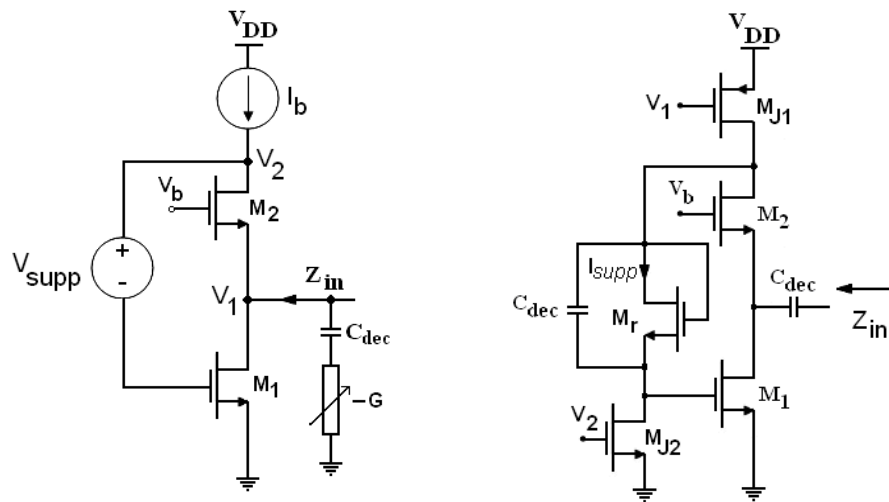 VDD
Ib
V2
Vb
M2
Vsupp
+
-
V1
Zin
Cdec
M1
–G
VDD
V1
MJ1
Vb
M2
Isupp
Cdec
Mr
Cdec
Zin
V2
MJ2
M1